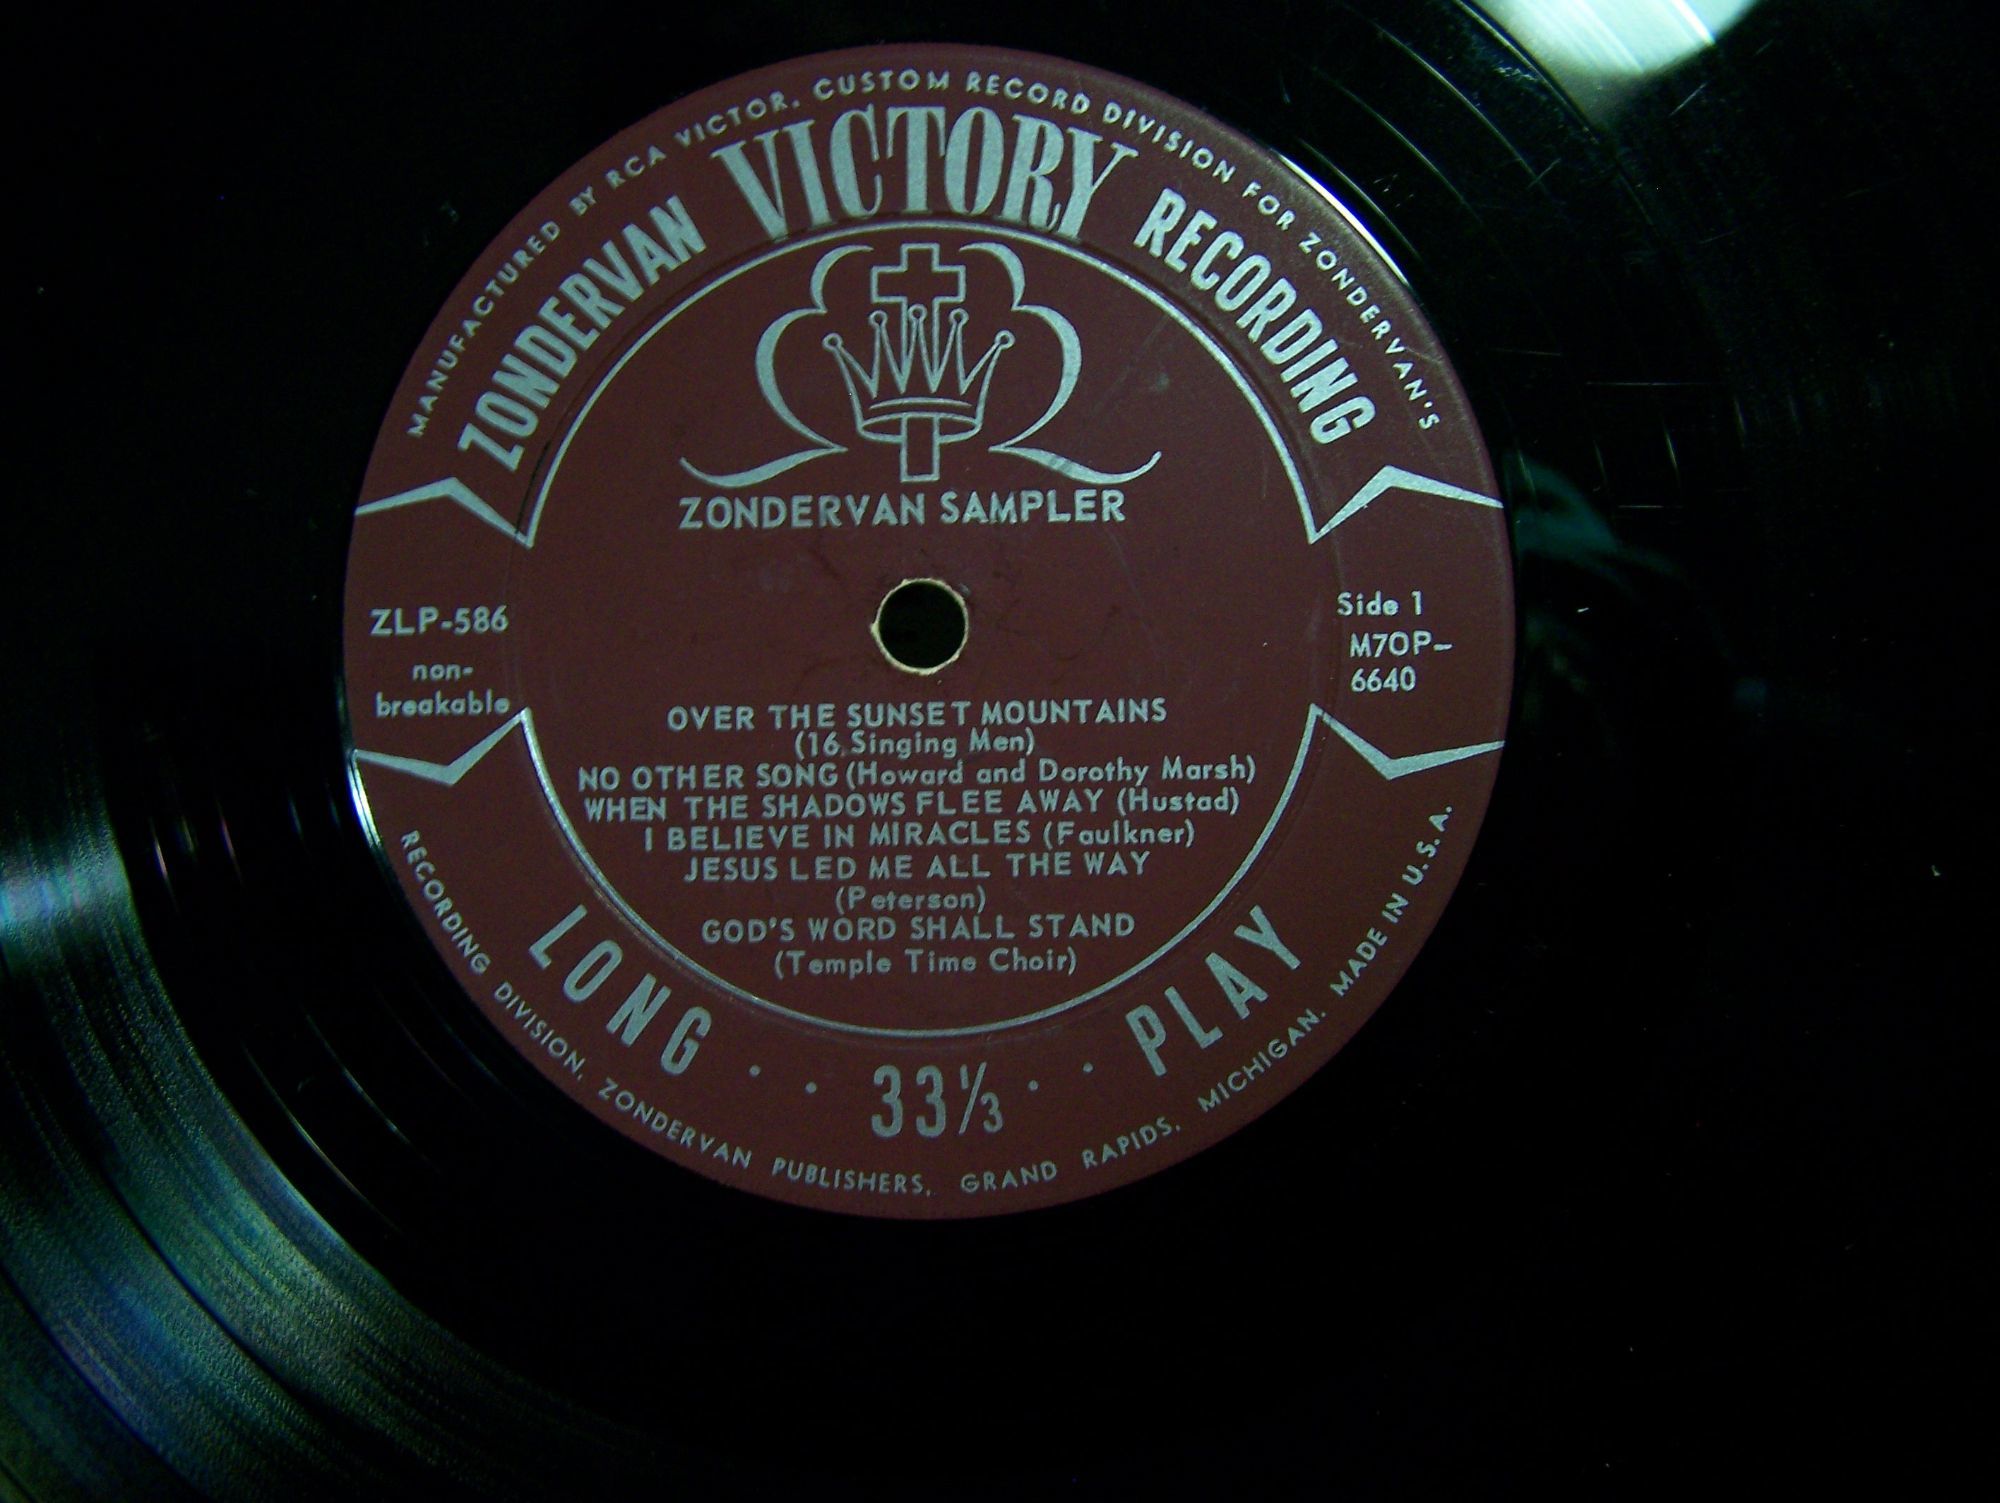 MANUFACTURED BY RCA VICTOR, CUSTOM RECORD DIVISION FOR ZONDERVAN'S
ZONDERVAN VICTORY RECORDING
ZONDERVAN SAMPLER
ZLP-586
non-
breakable
Side 1
M7OP-
6640
OVER THE SUNSET MOUNTAINS
(16 Singing Men)
NO OTHER SONG (Howard and Dorothy Marsh)
WHEN THE SHADOWS FLEE AWAY (Hustad)
I BELIEVE IN MIRACLES (Faulkner)
JESUS LED ME ALL THE WAY
(Peterson)
GOD'S WORD SHALL STAND
(Temple Time Choir)
LONG . . 33 1/3 . . PLAY
RECORDING DIVISION, ZONDERVAN PUBLISHERS, GRAND RAPIDS, MICHIGAN. MADE IN U.S.A.